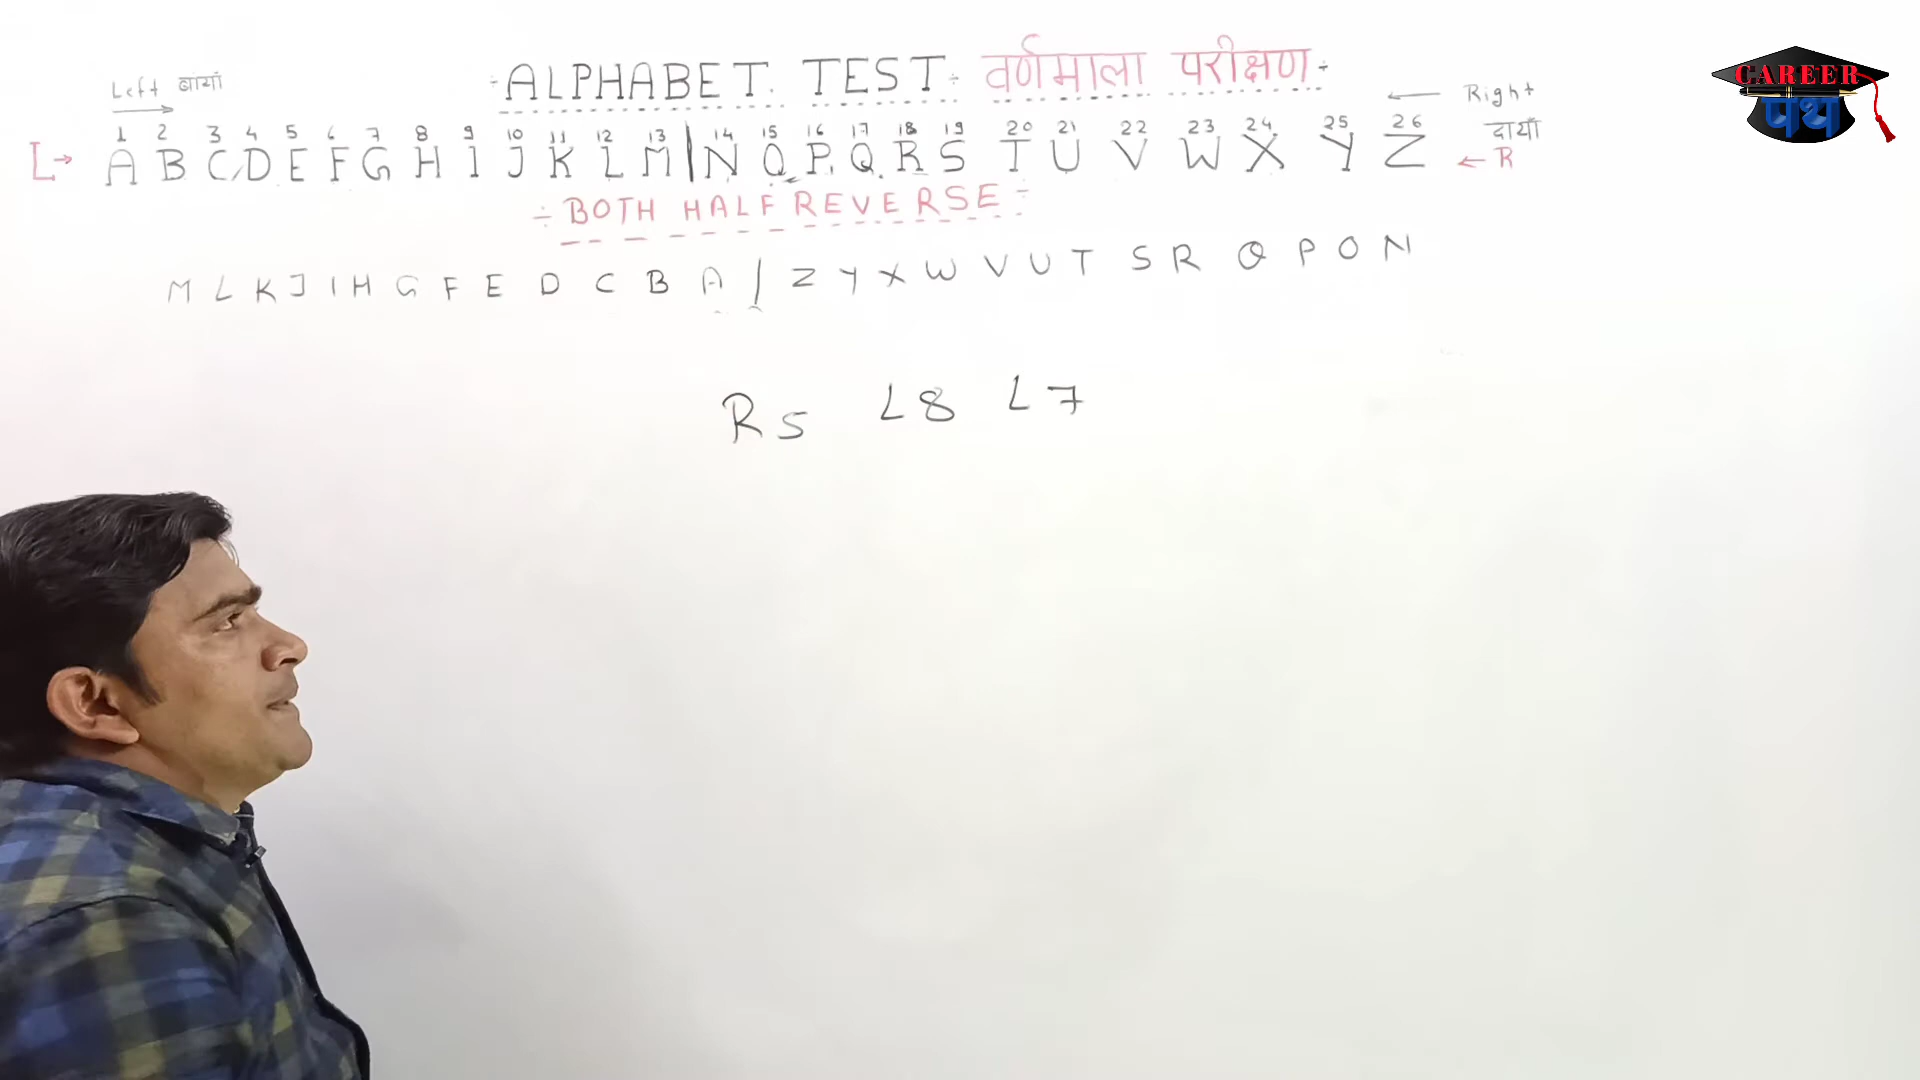 Left बायां
÷ALPHABET TEST÷ वर्णमाला परीक्षण÷
Right
दायाँ
CAREER
पथ
1 2 3 4 5 6 7 8 9 10 11 12 13 14 15 16 17 18 19 20 21 22 23 24 25 26
L→ A B C D E F G H I J K L M | N O P Q R S T U V W X Y Z ← R
÷ BOTH HALF REVERSE ÷
M L K J I H G F E D C B A / Z Y X W V U T S R Q P O N
R5 L8 L7